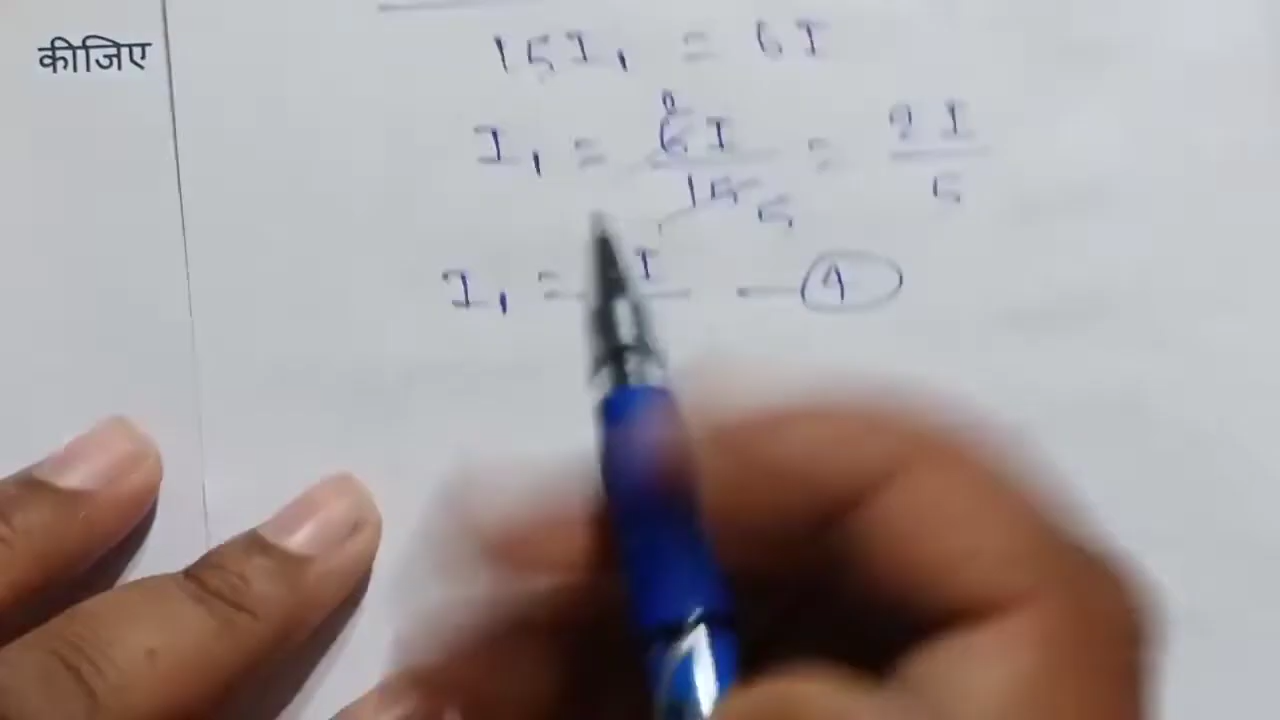 कीजिए
15I₁ = 6I
I₁ = 6I/15 = 2I/5
I₁ = I — 4